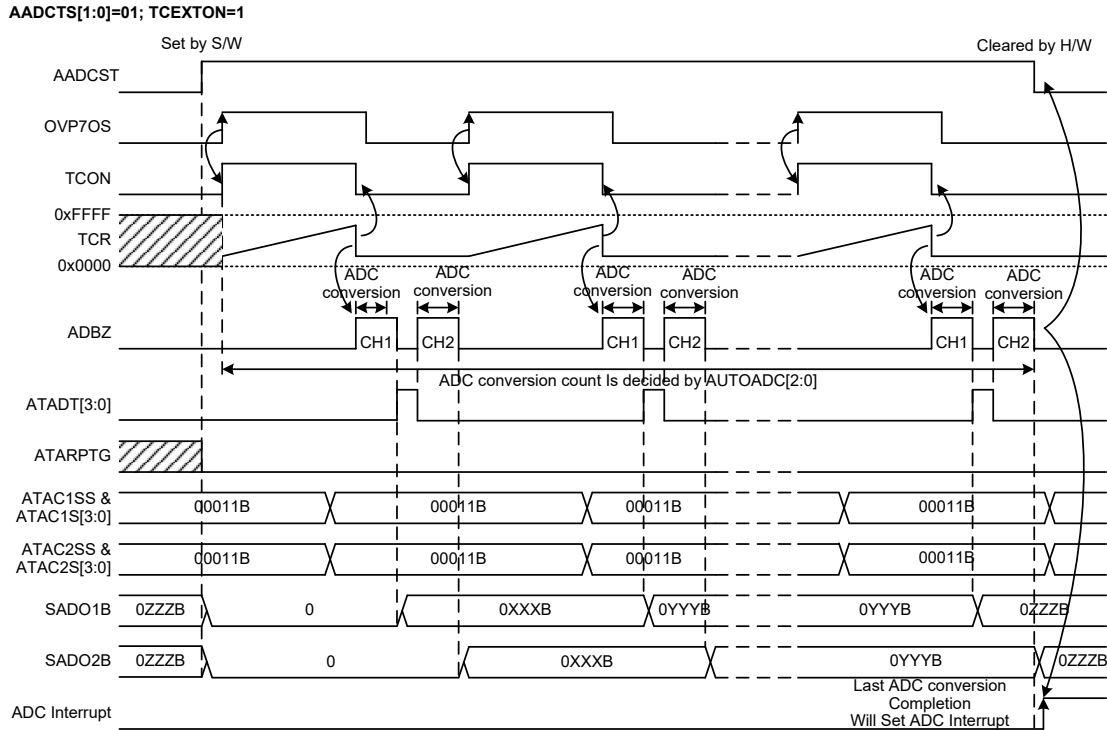 AADCTS[1:0]=01; TCEXTON=1
Set by S/W
Cleared by H/W
AADCST
OVP7OS
TCON
0xFFFF
TCR
0x0000
ADC conversion
ADC conversion
ADC conversion
ADC conversion
ADC conversion
ADC conversion
ADBZ
CH1
CH2
CH1
CH2
CH1
CH2
ADC conversion count Is decided by AUTOADC[2:0]
ATADT[3:0]
ATARPTG
ATAC1SS &
ATAC1S[3:0]
00011B
00011B
00011B
00011B
ATAC2SS &
ATAC2S[3:0]
00011B
00011B
00011B
00011B
SADO1B
0ZZZB
0
0XXXB
0YYYB
0YYYB
0ZZZB
SADO2B
0ZZZB
0
0XXXB
0YYYB
0ZZZB
Last ADC conversion
Completion
Will Set ADC Interrupt
ADC Interrupt